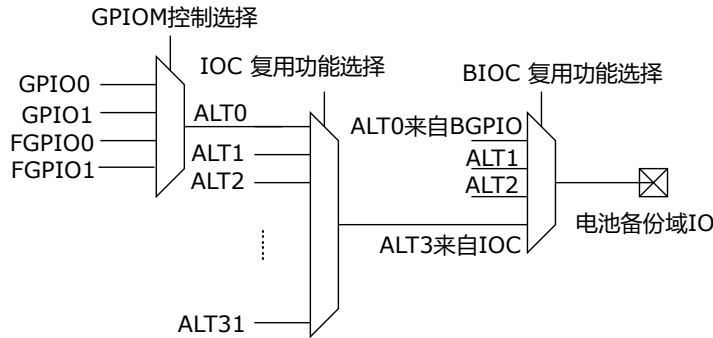 GPIOM控制选择
IOC 复用功能选择
BIOC 复用功能选择
GPIO0
GPIO1
FGPIO0
FGPIO1
ALT0
ALT1
ALT2
ALT31
ALT0来自BGPIO
ALT1
ALT2
ALT3来自IOC
电池备份域IO